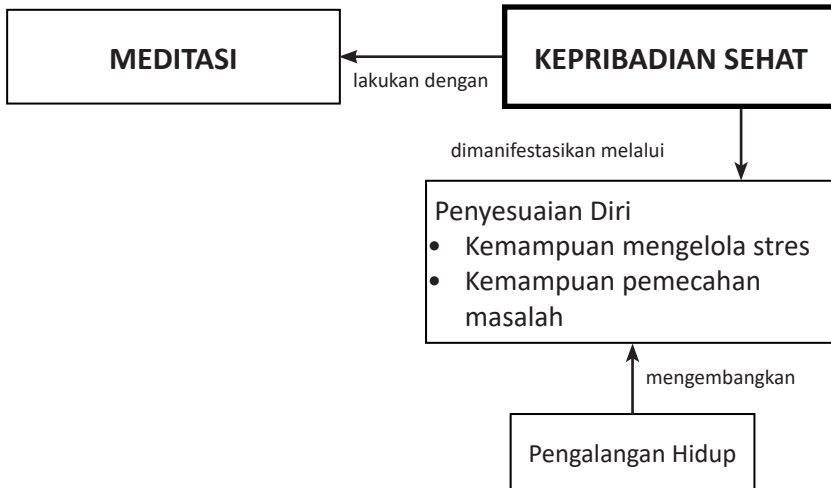 MEDITASI
KEPRIBADIAN SEHAT
lakukan dengan
dimanifestasikan melalui
Penyesuaian Diri
• Kemampuan mengelola stres
• Kemampuan pemecahan
masalah
mengembangkan
Pengalangan Hidup